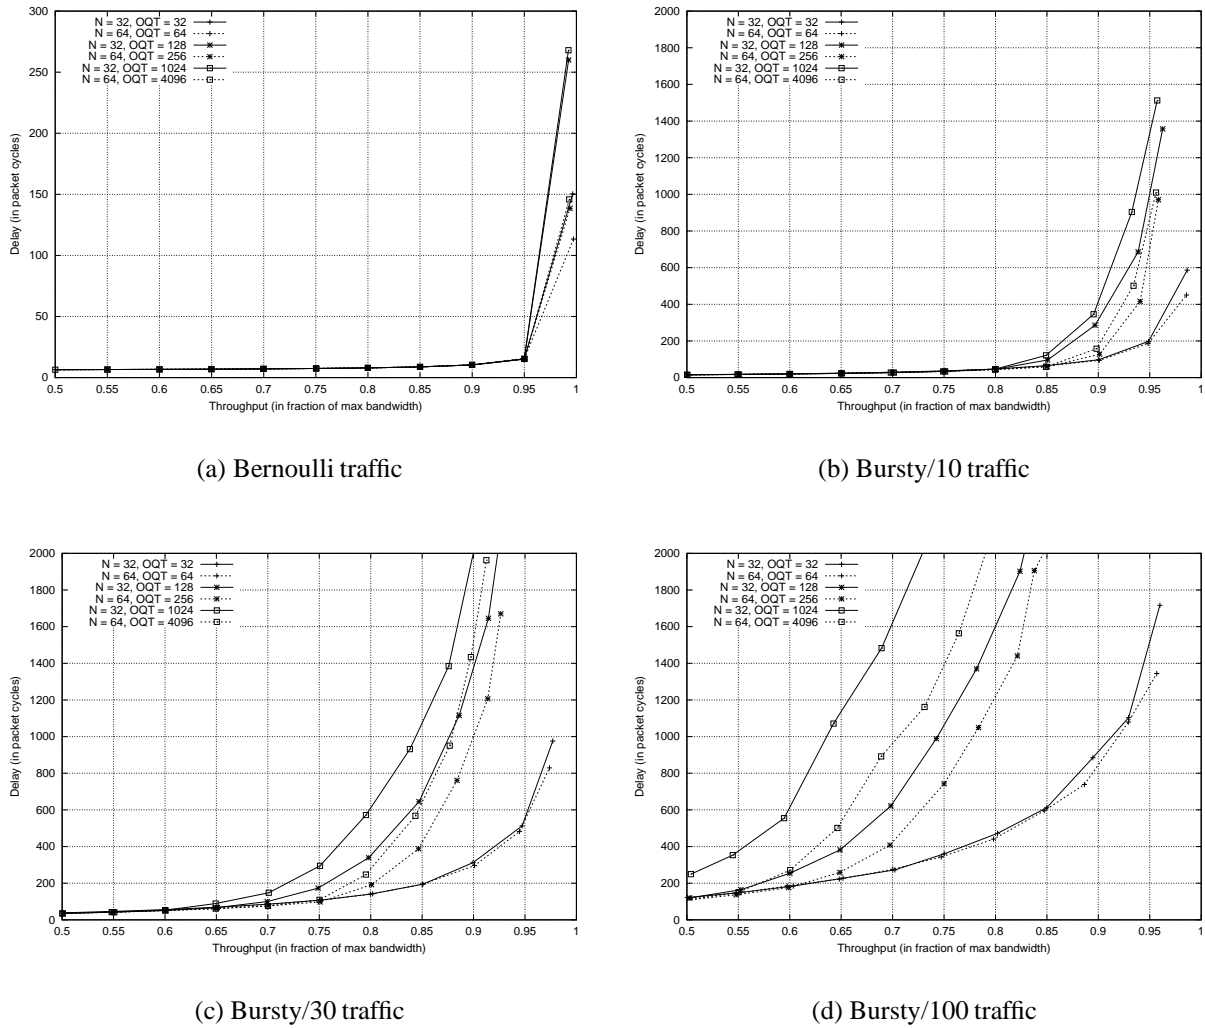 300
250
200
150
100
50
0
0.5 0.55 0.6 0.65 0.7 0.75 0.8 0.85 0.9 0.95 1
Delay (in packet cycles)
Throughput (in fraction of max bandwidth)
N = 32, OQT = 32
N = 64, OQT = 64
N = 32, OQT = 128
N = 64, OQT = 256
N = 32, OQT = 1024
N = 64, OQT = 4096
(a) Bernoulli traffic
2000
1800
1600
1400
1200
1000
800
600
400
200
0
0.5 0.55 0.6 0.65 0.7 0.75 0.8 0.85 0.9 0.95 1
Delay (in packet cycles)
Throughput (in fraction of max bandwidth)
N = 32, OQT = 32
N = 64, OQT = 64
N = 32, OQT = 128
N = 64, OQT = 256
N = 32, OQT = 1024
N = 64, OQT = 4096
(b) Bursty/10 traffic
2000
1800
1600
1400
1200
1000
800
600
400
200
0
0.5 0.55 0.6 0.65 0.7 0.75 0.8 0.85 0.9 0.95 1
Delay (in packet cycles)
Throughput (in fraction of max bandwidth)
N = 32, OQT = 32
N = 64, OQT = 64
N = 32, OQT = 128
N = 64, OQT = 256
N = 32, OQT = 1024
N = 64, OQT = 4096
(c) Bursty/30 traffic
2000
1800
1600
1400
1200
1000
800
600
400
200
0
0.5 0.55 0.6 0.65 0.7 0.75 0.8 0.85 0.9 0.95 1
Delay (in packet cycles)
Throughput (in fraction of max bandwidth)
N = 32, OQT = 32
N = 64, OQT = 64
N = 32, OQT = 128
N = 64, OQT = 256
N = 32, OQT = 1024
N = 64, OQT = 4096
(d) Bursty/100 traffic